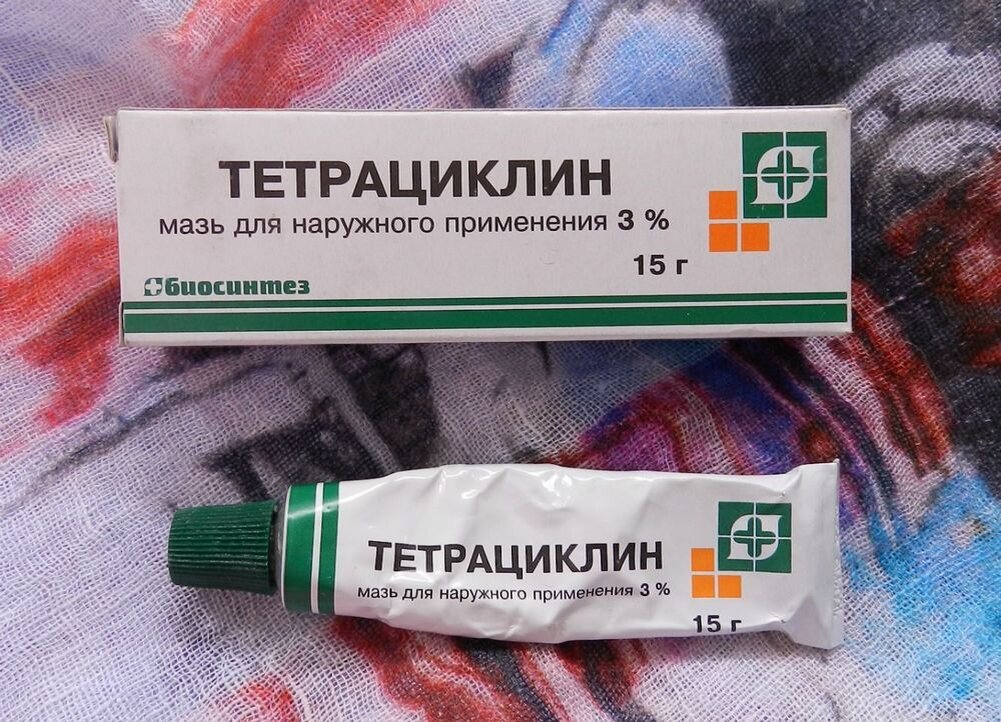 ТЕТРАЦИКЛИН
мазь для наружного применения 3 %
15 г
биосинтез
ТЕТРАЦИКЛИН
мазь для наружного применения 3 %
15 г